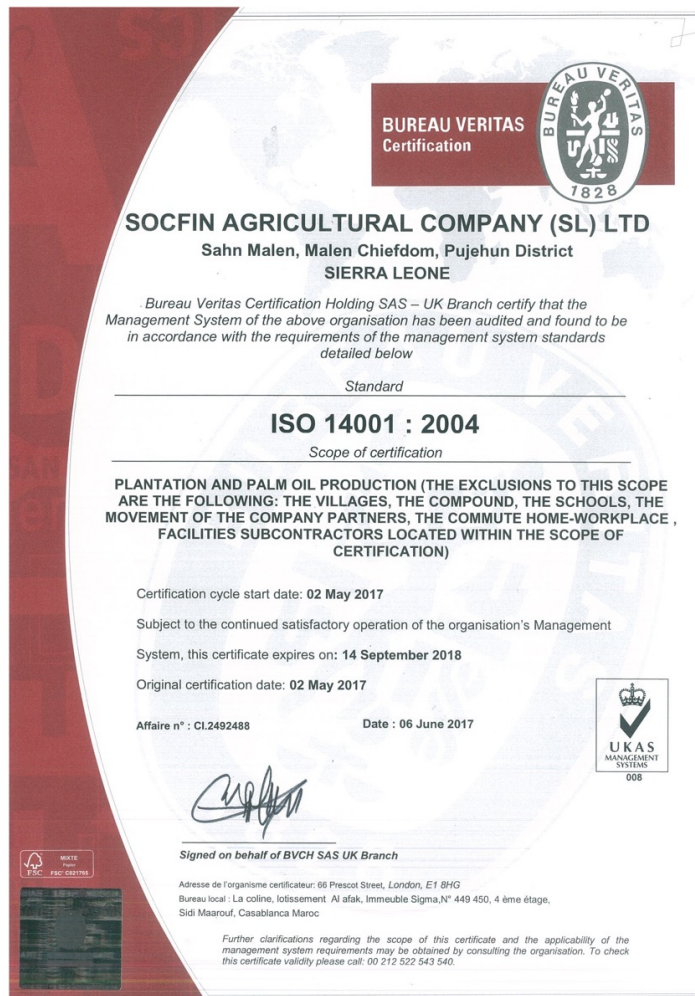 BUREAU VERITAS
Certification
BUREAU VERITAS
1828
SOCFIN AGRICULTURAL COMPANY (SL) LTD
Sahn Malen, Malen Chiefdom, Pujehun District
SIERRA LEONE
Bureau Veritas Certification Holding SAS – UK Branch certify that the
Management System of the above organisation has been audited and found to be
in accordance with the requirements of the management system standards
detailed below
Standard
ISO 14001 : 2004
Scope of certification
PLANTATION AND PALM OIL PRODUCTION (THE EXCLUSIONS TO THIS SCOPE
ARE THE FOLLOWING: THE VILLAGES, THE COMPOUND, THE SCHOOLS, THE
MOVEMENT OF THE COMPANY PARTNERS, THE COMMUTE HOME-WORKPLACE ,
FACILITIES SUBCONTRACTORS LOCATED WITHIN THE SCOPE OF
CERTIFICATION)
Certification cycle start date: 02 May 2017
Subject to the continued satisfactory operation of the organisation's Management
System, this certificate expires on: 14 September 2018
Original certification date: 02 May 2017
Affaire n° : CI.2492488 Date : 06 June 2017
UKAS
MANAGEMENT
SYSTEMS
008
Signed on behalf of BVCH SAS UK Branch
MIXTE
Papier
FSC FSC® C021765
Adresse de l'organisme certificateur: 66 Prescot Street, London, E1 8HG
Bureau local : La coline, lotissement Al afak, Immeuble Sigma,N° 449 450, 4 ème étage,
Sidi Maarouf, Casablanca Maroc
Further clarifications regarding the scope of this certificate and the applicability of the
management system requirements may be obtained by consulting the organisation. To check
this certificate validity please call: 00 212 522 543 540.